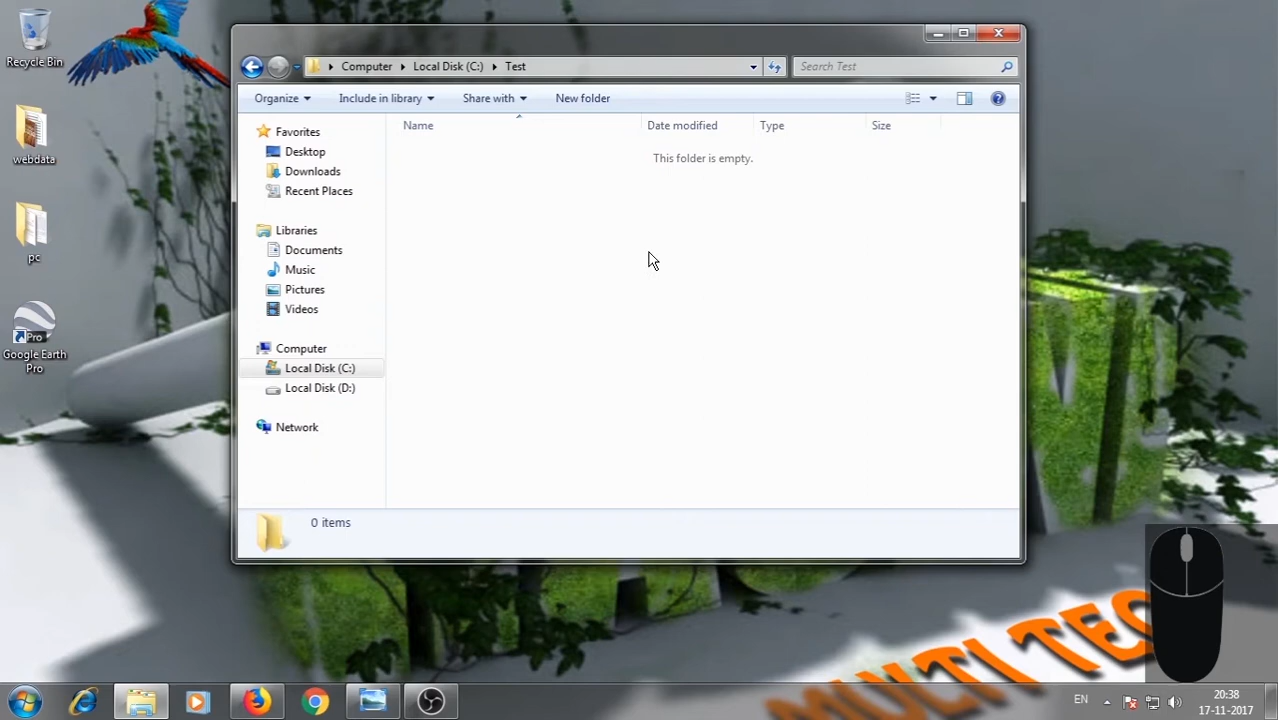 Recycle Bin
webdata
pc
Pro
Google Earth
Pro
Computer
Local Disk (C:)
Test
Search Test
Organize
Include in library
Share with
New folder
Name
Date modified
Type
Size
This folder is empty.
Favorites
Desktop
Downloads
Recent Places
Libraries
Documents
Music
Pictures
Videos
Computer
Local Disk (C:)
Local Disk (D:)
Network
0 items
MULTI TEC
EN
20:38
17-11-2017